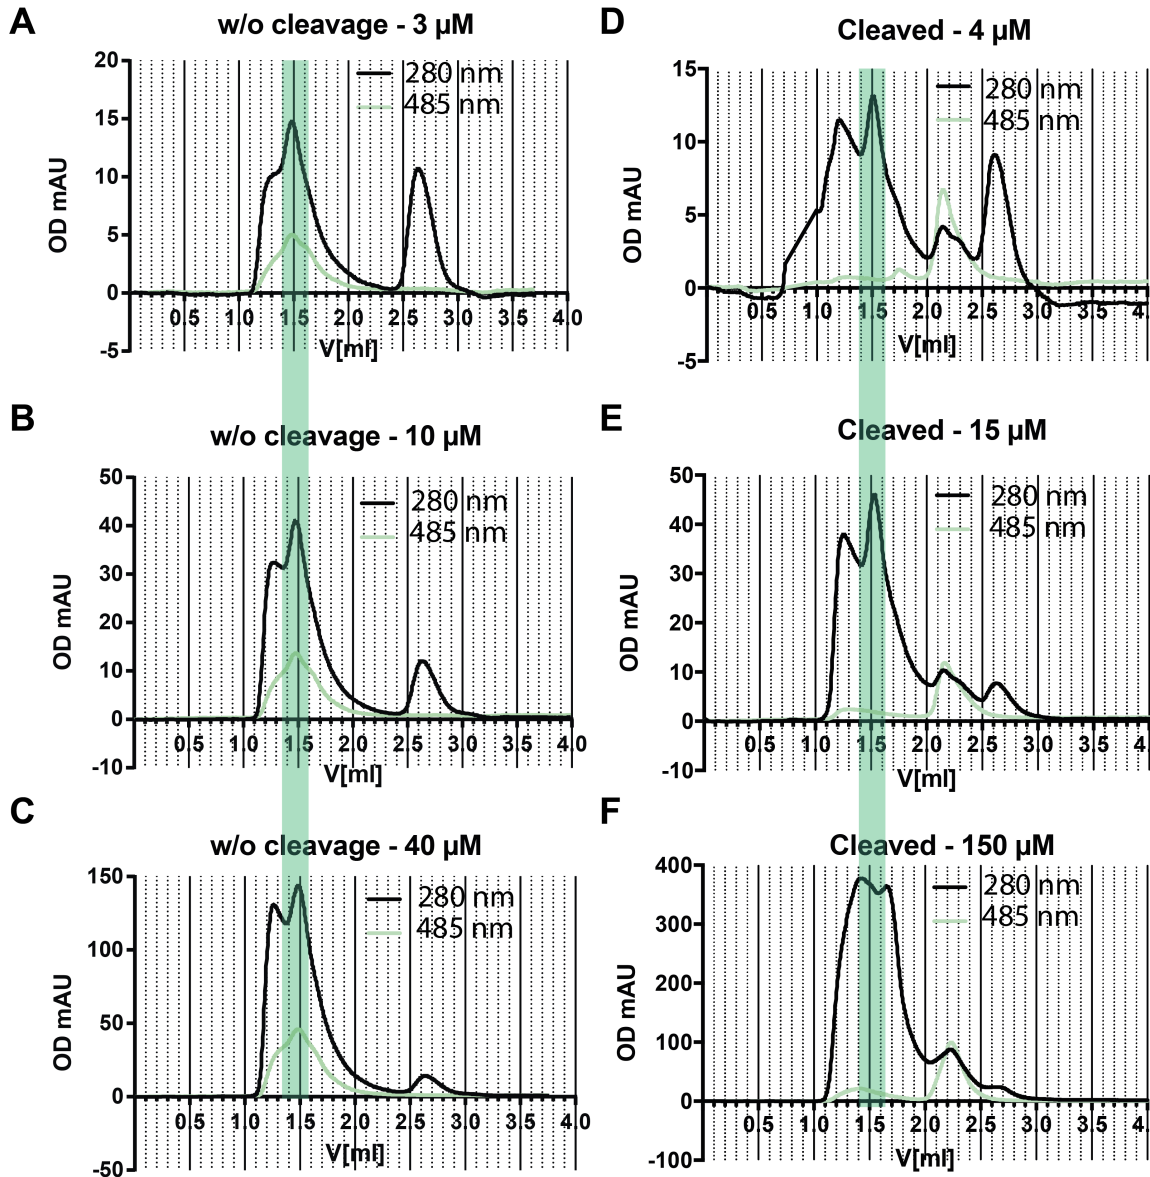 A
w/o cleavage - 3 µM
20
15
10
5
0
-5
OD mAU
280 nm
485 nm
0.5 1.0 1.5 2.0 2.5 3.0 3.5 4.0
V[ml]
D
Cleaved - 4 µM
15
10
5
0
-5
OD mAU
280 nm
485 nm
0.5 1.0 1.5 2.0 2.5 3.0 3.5 4.
V[ml]
B
w/o cleavage - 10 µM
50
40
30
20
10
0
-10
OD mAU
280 nm
485 nm
0.5 1.0 1.5 2.0 2.5 3.0 3.5 4.0
V[ml]
E
Cleaved - 15 µM
50
40
30
20
10
0
-10
OD mAU
280 nm
485 nm
0.5 1.0 1.5 2.0 2.5 3.0 3.5 4.
V[ml]
C
w/o cleavage - 40 µM
150
100
50
0
-50
OD mAU
280 nm
485 nm
0.5 1.0 1.5 2.0 2.5 3.0 3.5 4.0
V[ml]
F
Cleaved - 150 µM
400
300
200
100
0
-100
OD mAU
280 nm
485 nm
0.5 1.0 1.5 2.0 2.5 3.0 3.5 4.
V[ml]